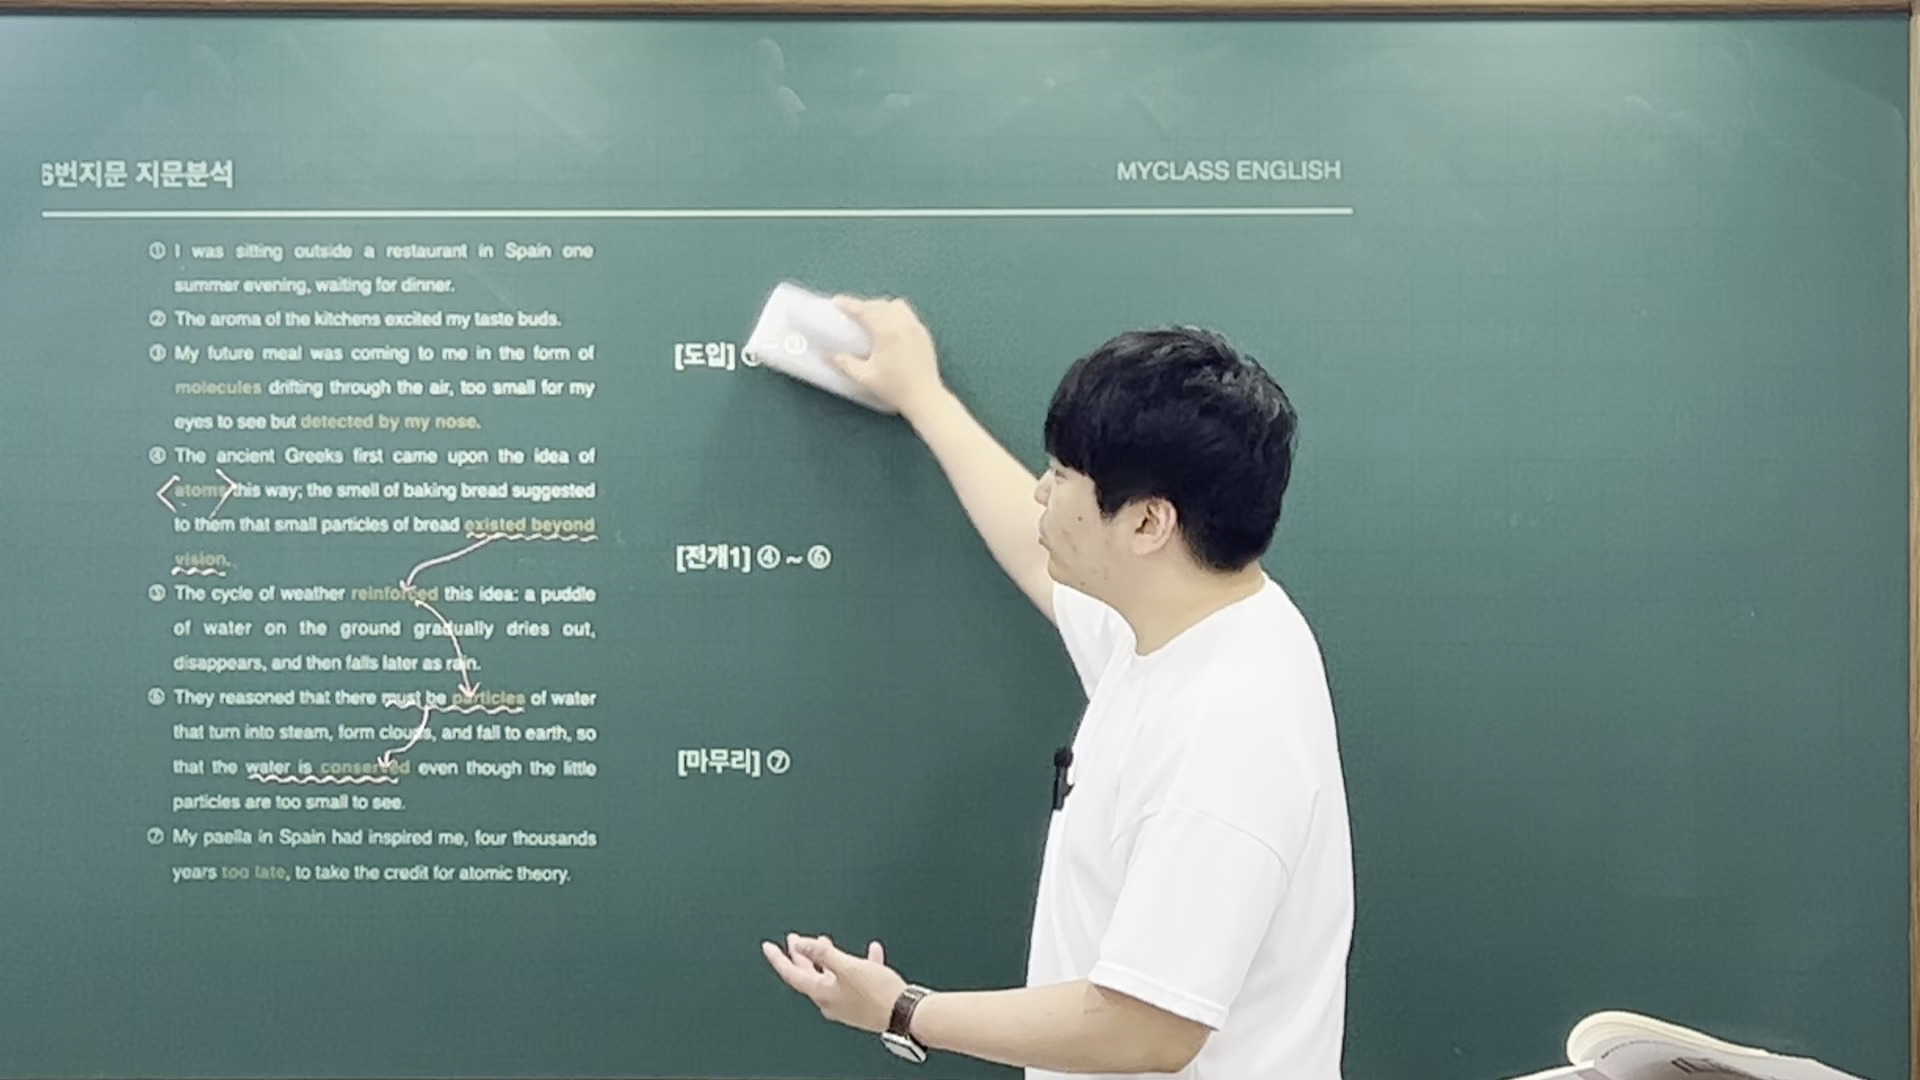 6번지문 지문분석
MYCLASS ENGLISH
① I was sitting outside a restaurant in Spain one
summer evening, waiting for dinner.
② The aroma of the kitchens excited my taste buds.
③ My future meal was coming to me in the form of
molecules drifting through the air, too small for my
eyes to see but detected by my nose.
④ The ancient Greeks first came upon the idea of
atoms this way; the smell of baking bread suggested
to them that small particles of bread existed beyond
vision.
⑤ The cycle of weather reinforced this idea: a puddle
of water on the ground gradually dries out,
disappears, and then falls later as rain.
⑥ They reasoned that there must be particles of water
that turn into steam, form clouds, and fall to earth, so
that the water is conserved even though the little
particles are too small to see.
⑦ My paella in Spain had inspired me, four thousands
years too late, to take the credit for atomic theory.
[도입] ① ~ ③
[전개1] ④ ~ ⑥
[마무리] ⑦